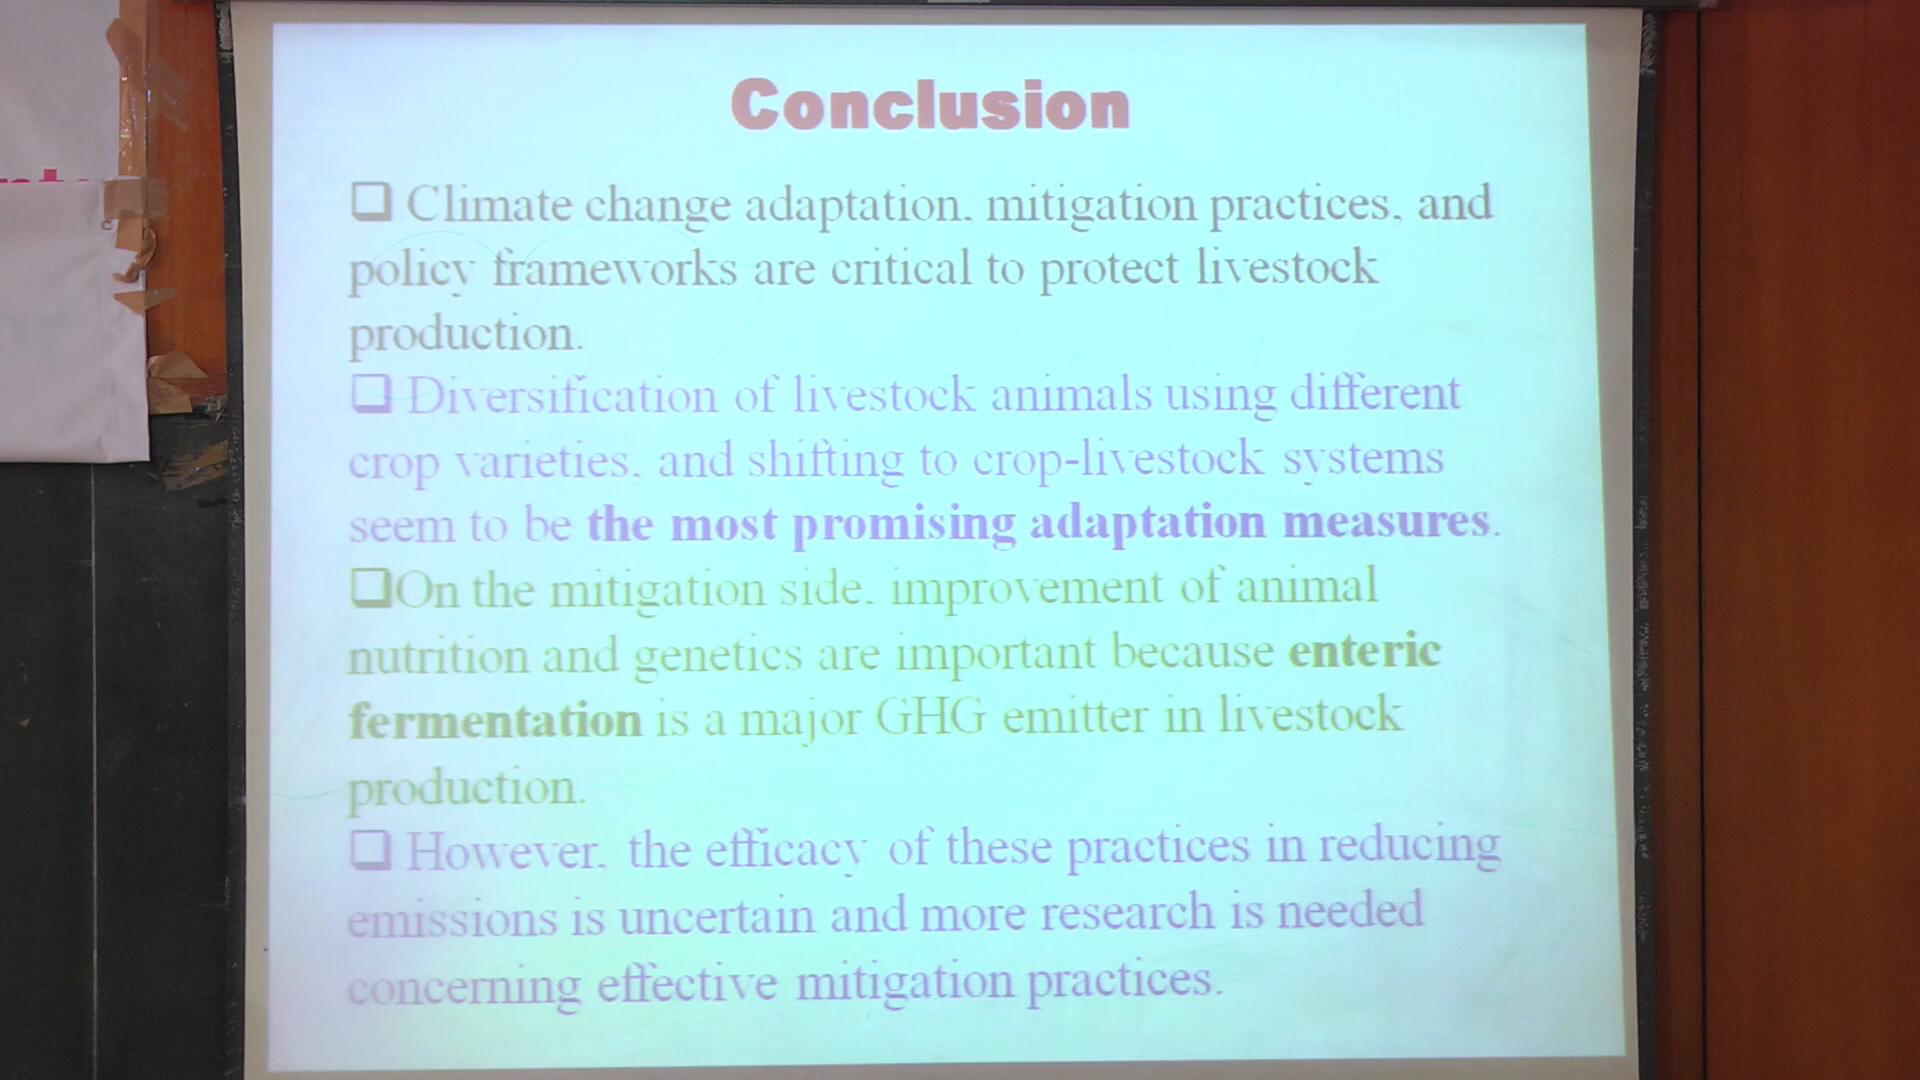 Conclusion
❑ Climate change adaptation, mitigation practices, and
policy frameworks are critical to protect livestock
production.
❑ Diversification of livestock animals using different
crop varieties, and shifting to crop-livestock systems
seem to be the most promising adaptation measures.
❑On the mitigation side, improvement of animal
nutrition and genetics are important because enteric
fermentation is a major GHG emitter in livestock
production.
❑ However, the efficacy of these practices in reducing
emissions is uncertain and more research is needed
concerning effective mitigation practices.